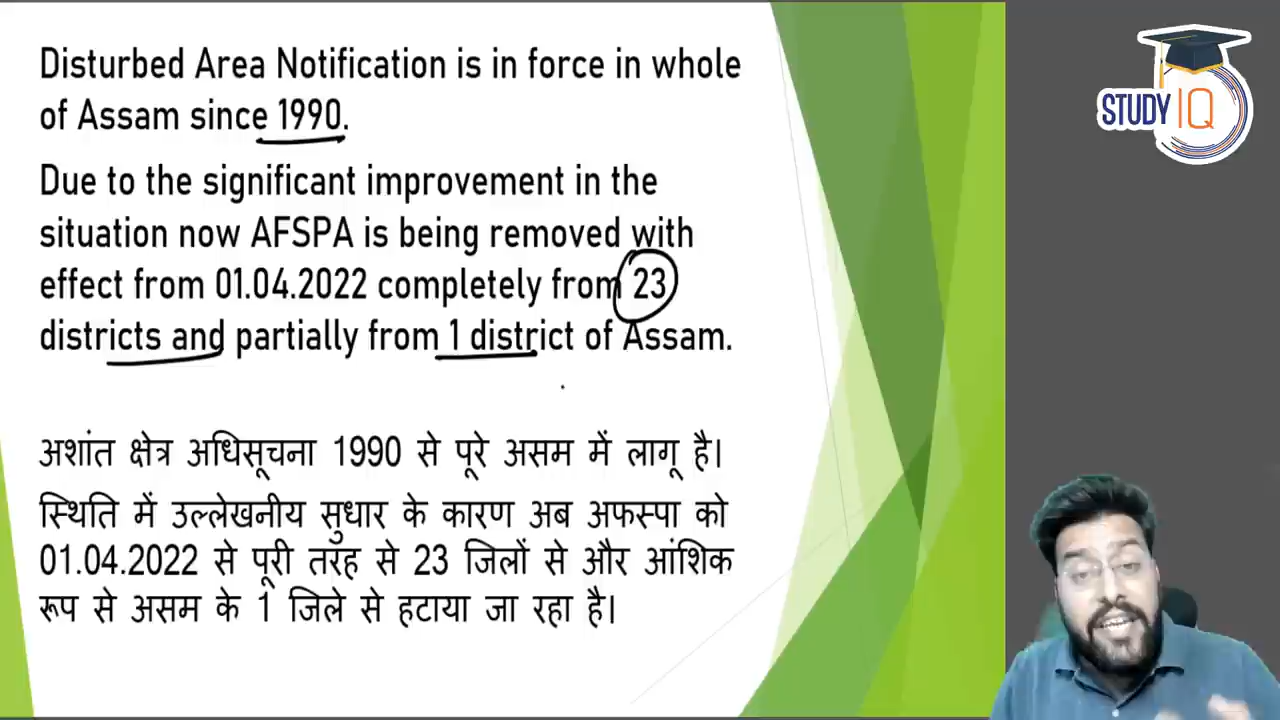 Disturbed Area Notification is in force in whole
of Assam since 1990.
Due to the significant improvement in the
situation now AFSPA is being removed with
effect from 01.04.2022 completely from 23
districts and partially from 1 district of Assam.
अशांत क्षेत्र अधिसूचना 1990 से पूरे असम में लागू है।
स्थिति में उल्लेखनीय सुधार के कारण अब अफस्पा को
01.04.2022 से पूरी तरह से 23 जिलों से और आंशिक
रूप से असम के 1 जिले से हटाया जा रहा है।
STUDY IQ